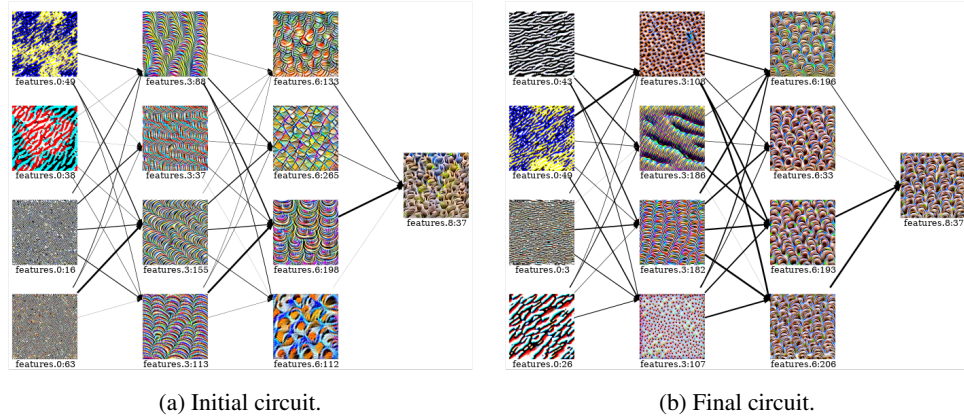 features.0:49
features.3:88
features.6:133
features.0:38
features.3:37
features.6:265
features.8:37
features.0:16
features.3:155
features.6:198
features.0:63
features.3:113
features.6:112
(a) Initial circuit.
features.0:43
features.3:108
features.6:196
features.0:49
features.3:186
features.6:33
features.8:37
features.0:3
features.3:182
features.6:193
features.0:26
features.3:107
features.6:206
(b) Final circuit.